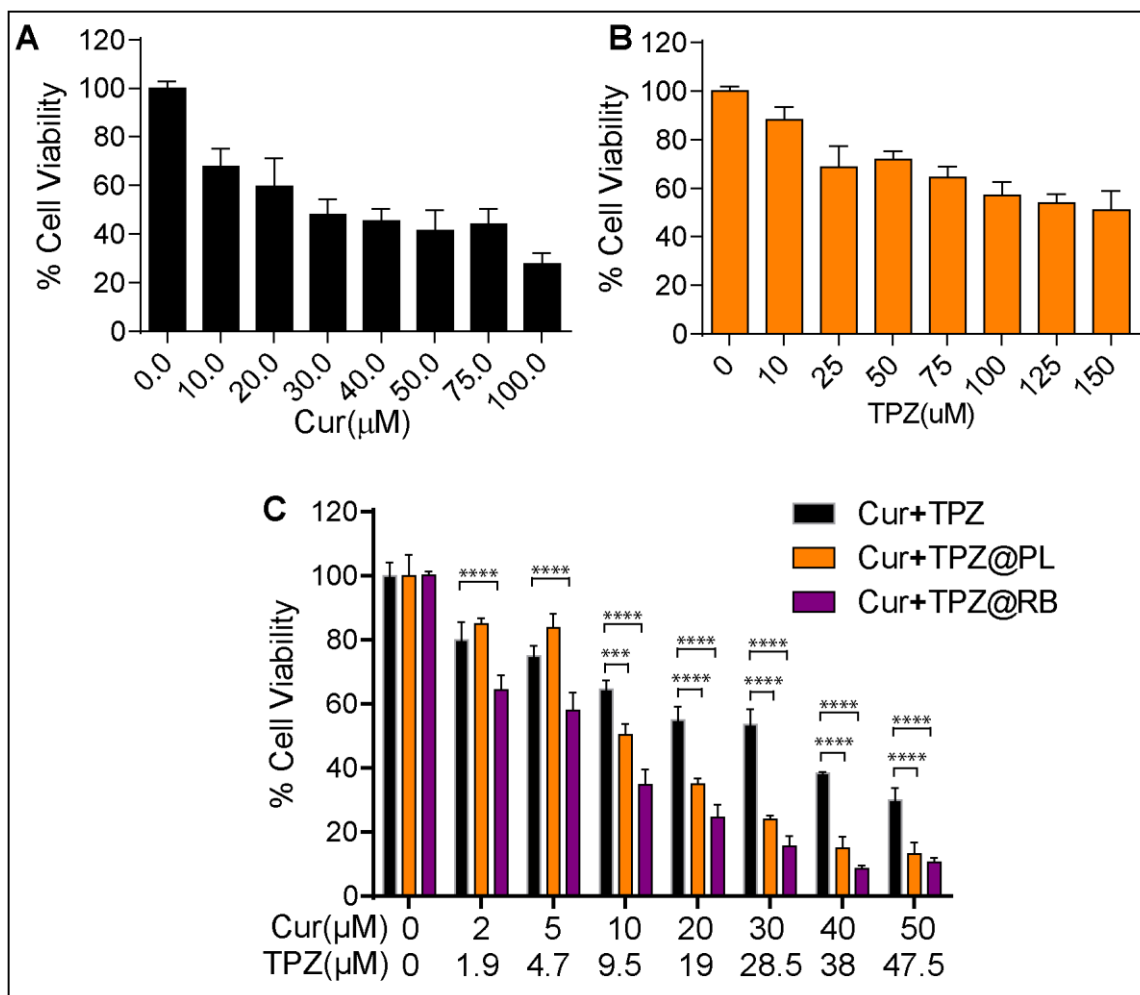 A
% Cell Viability
120
100
80
60
40
20
0
0.0 10.0 20.0 30.0 40.0 50.0 75.0 100.0
Cur(μM)
B
% Cell Viability
120
100
80
60
40
20
0
0 10 25 50 75 100 125 150
TPZ(uM)
C
Cur+TPZ
Cur+TPZ@PL
Cur+TPZ@RB
% Cell Viability
120
100
80
60
40
20
0
**** **** **** **** **** **** ****
*** **** **** **** ****
Cur(μM) 0 2 5 10 20 30 40 50
TPZ(μM) 0 1.9 4.7 9.5 19 28.5 38 47.5